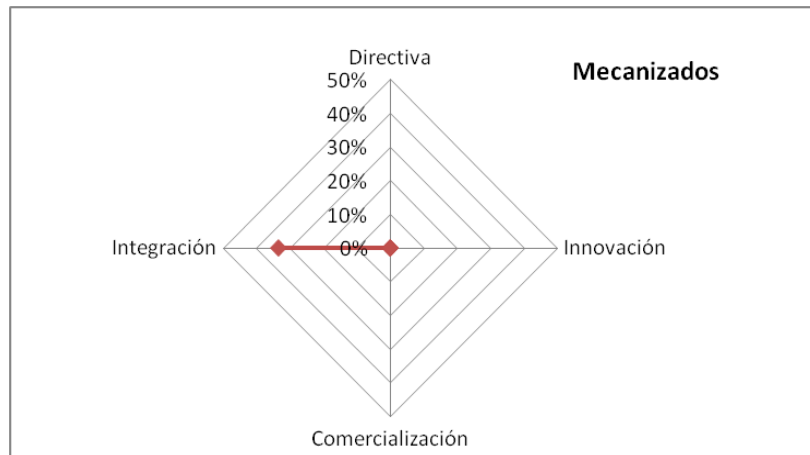 Directiva
Mecanizados
50%
40%
30%
20%
10%
0%
Integración
Innovación
Comercialización